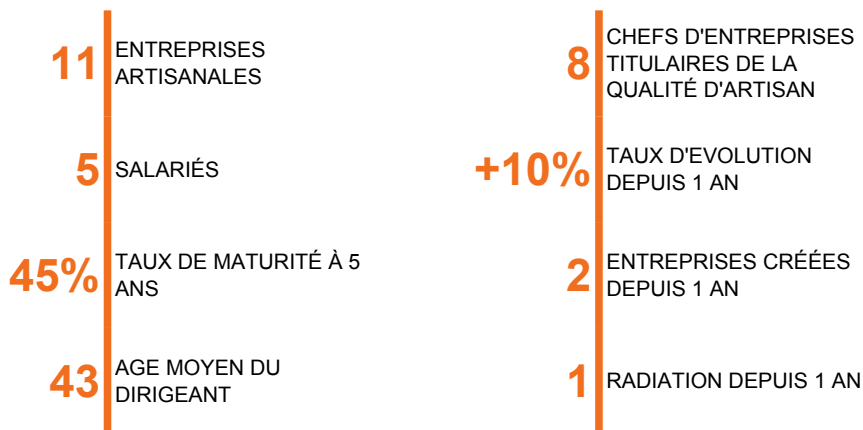 11
ENTREPRISES
ARTISANALES
5
SALARIÉS
45%
TAUX DE MATURITÉ À 5
ANS
43
AGE MOYEN DU
DIRIGEANT
8
CHEFS D'ENTREPRISES
TITULAIRES DE LA
QUALITÉ D'ARTISAN
+10%
TAUX D'EVOLUTION
DEPUIS 1 AN
2
ENTREPRISES CRÉÉES
DEPUIS 1 AN
1
RADIATION DEPUIS 1 AN